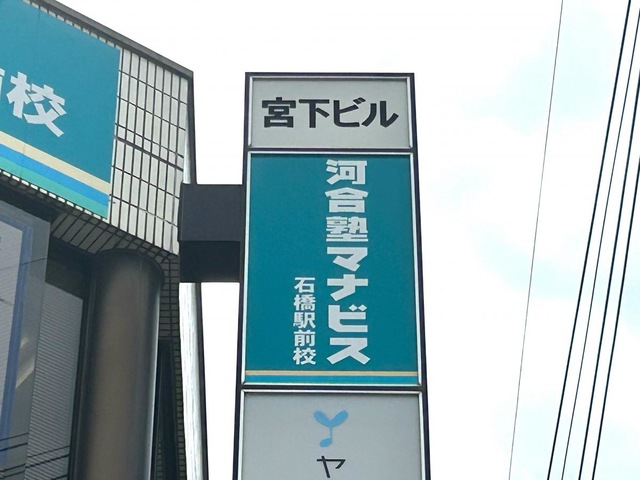 校
宮下ビル
河合塾マナビス
石橋駅前校
ヤ